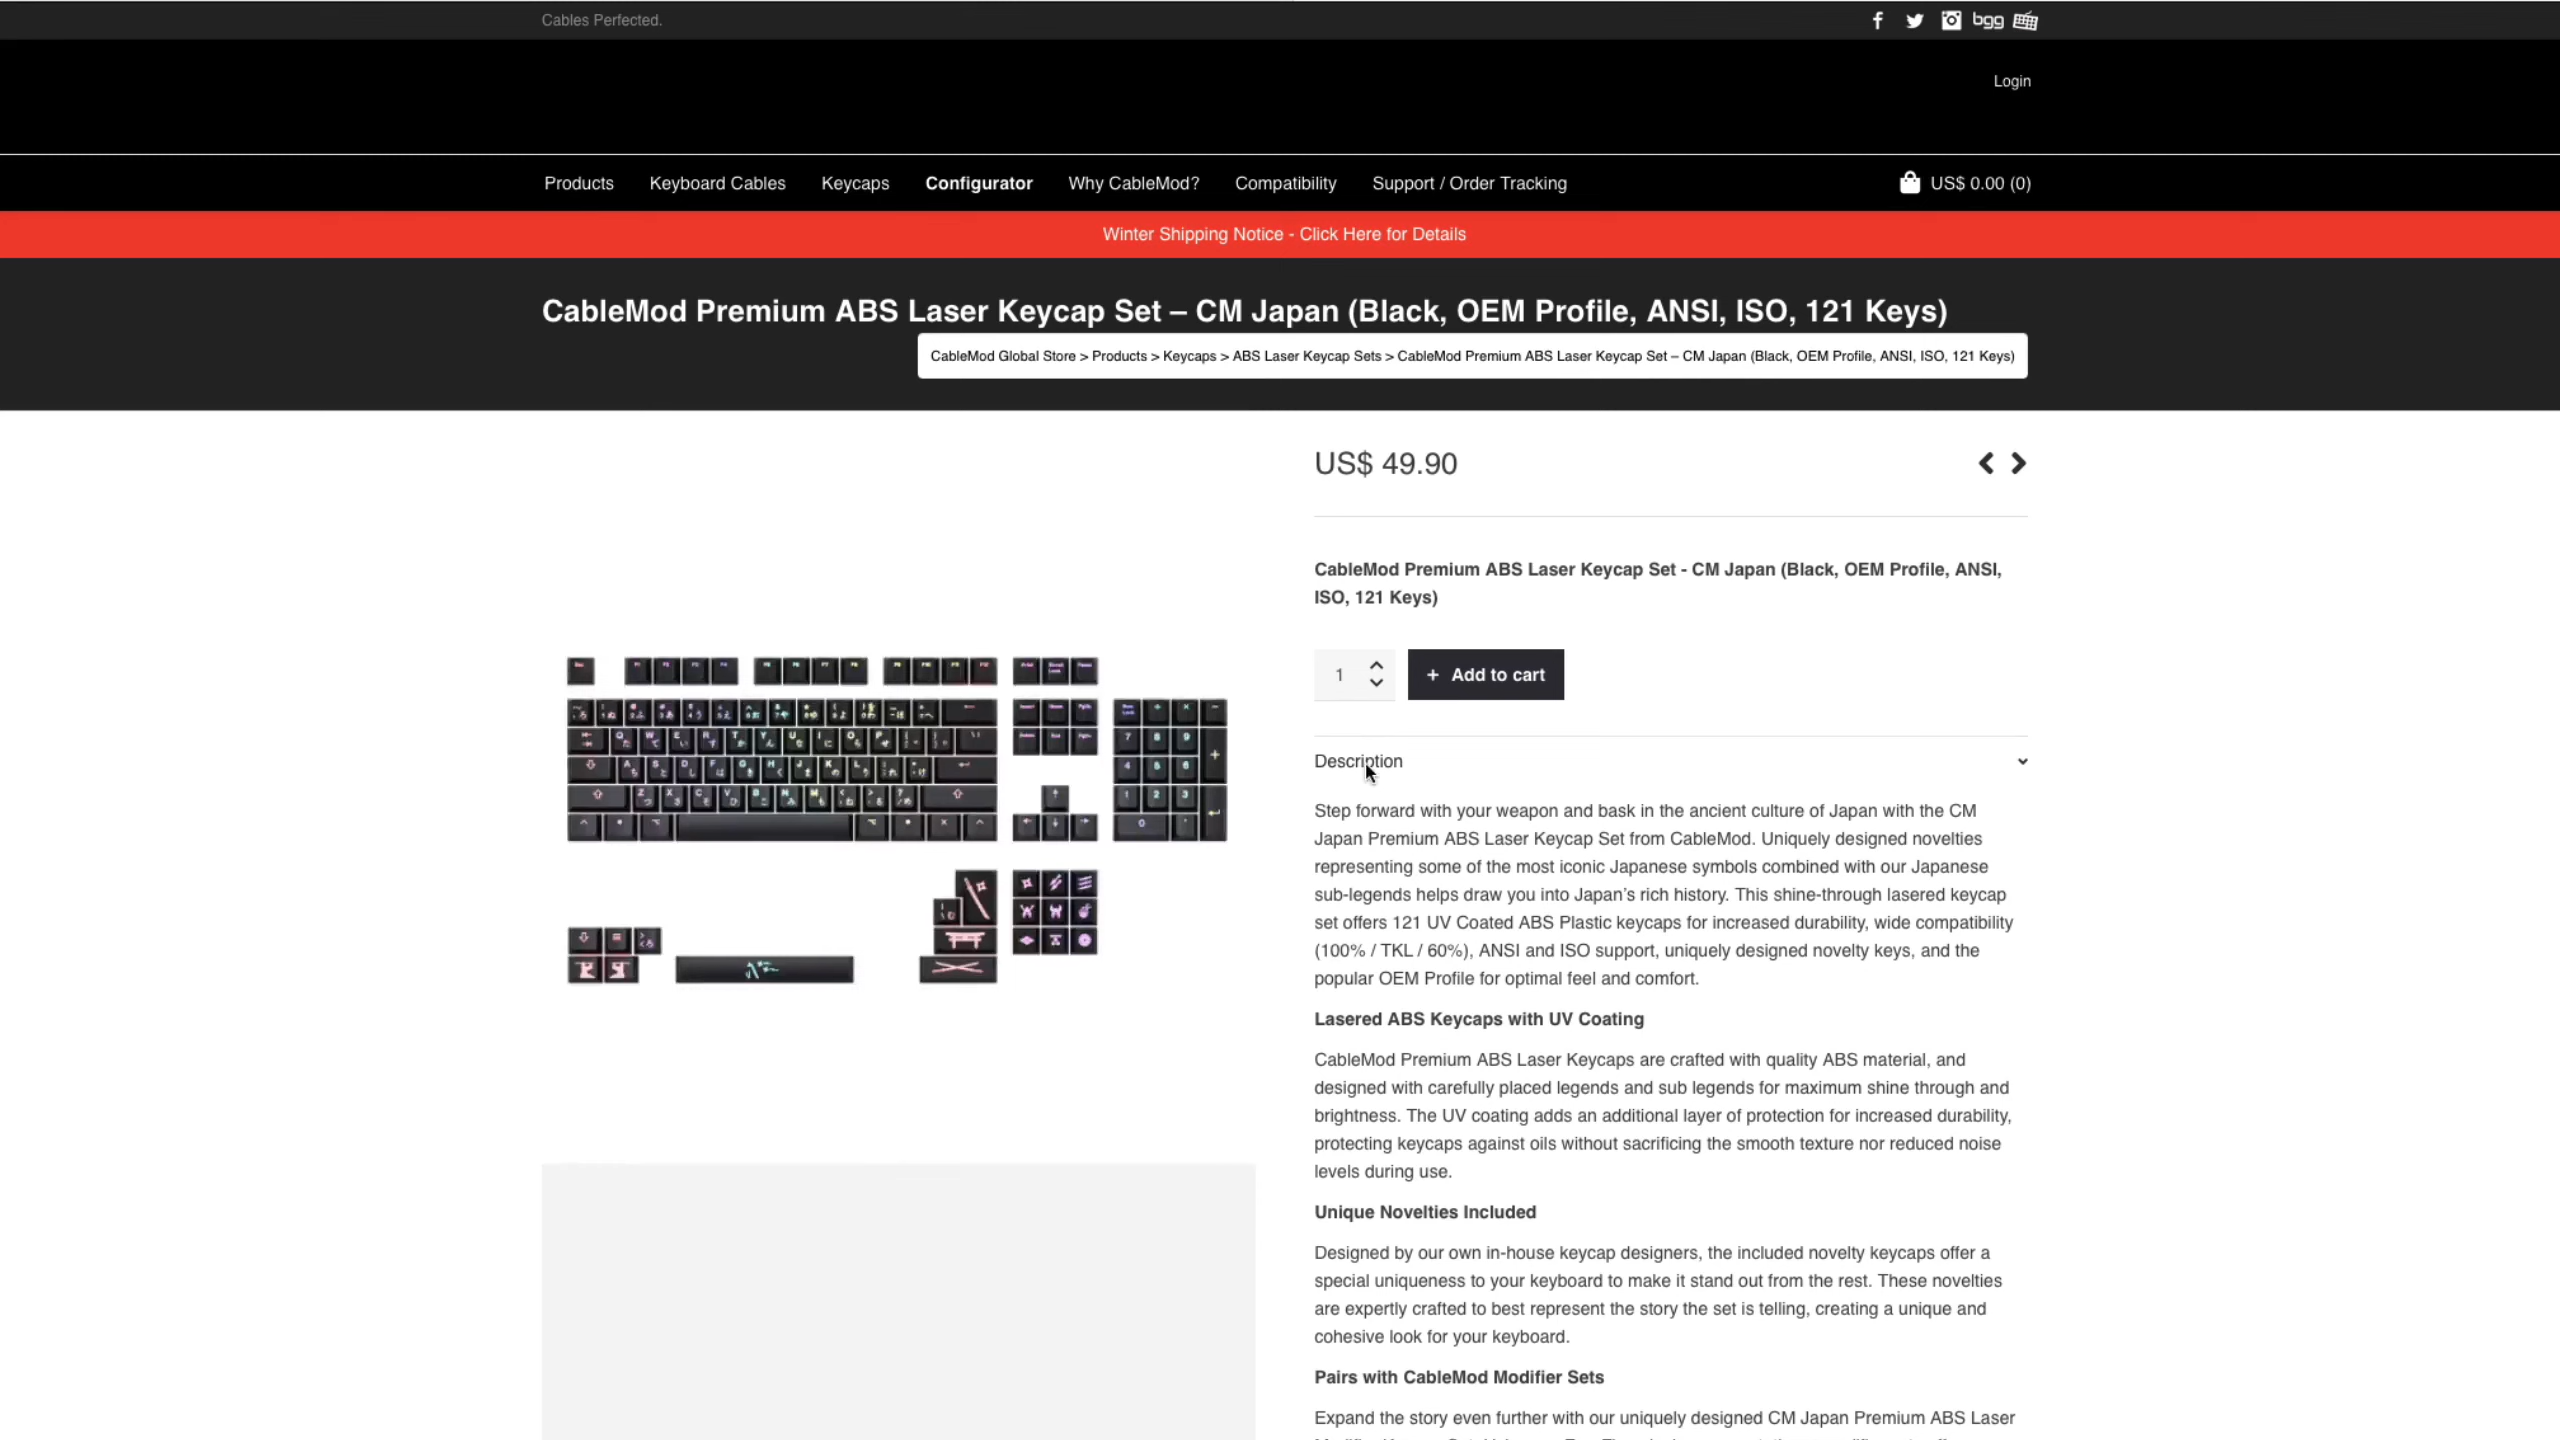 Cables Perfected.
bgg
Login
Products Keyboard Cables Keycaps Configurator Why CableMod? Compatibility Support / Order Tracking US$ 0.00 (0)
Winter Shipping Notice - Click Here for Details
CableMod Premium ABS Laser Keycap Set – CM Japan (Black, OEM Profile, ANSI, ISO, 121 Keys)
CableMod Global Store > Products > Keycaps > ABS Laser Keycap Sets > CableMod Premium ABS Laser Keycap Set – CM Japan (Black, OEM Profile, ANSI, ISO, 121 Keys)
US$ 49.90
CableMod Premium ABS Laser Keycap Set - CM Japan (Black, OEM Profile, ANSI,
ISO, 121 Keys)
1 + Add to cart
Description
Step forward with your weapon and bask in the ancient culture of Japan with the CM
Japan Premium ABS Laser Keycap Set from CableMod. Uniquely designed novelties
representing some of the most iconic Japanese symbols combined with our Japanese
sub-legends helps draw you into Japan’s rich history. This shine-through lasered keycap
set offers 121 UV Coated ABS Plastic keycaps for increased durability, wide compatibility
(100% / TKL / 60%), ANSI and ISO support, uniquely designed novelty keys, and the
popular OEM Profile for optimal feel and comfort.
Lasered ABS Keycaps with UV Coating
CableMod Premium ABS Laser Keycaps are crafted with quality ABS material, and
designed with carefully placed legends and sub legends for maximum shine through and
brightness. The UV coating adds an additional layer of protection for increased durability,
protecting keycaps against oils without sacrificing the smooth texture nor reduced noise
levels during use.
Unique Novelties Included
Designed by our own in-house keycap designers, the included novelty keycaps offer a
special uniqueness to your keyboard to make it stand out from the rest. These novelties
are expertly crafted to best represent the story the set is telling, creating a unique and
cohesive look for your keyboard.
Pairs with CableMod Modifier Sets
Expand the story even further with our uniquely designed CM Japan Premium ABS Laser